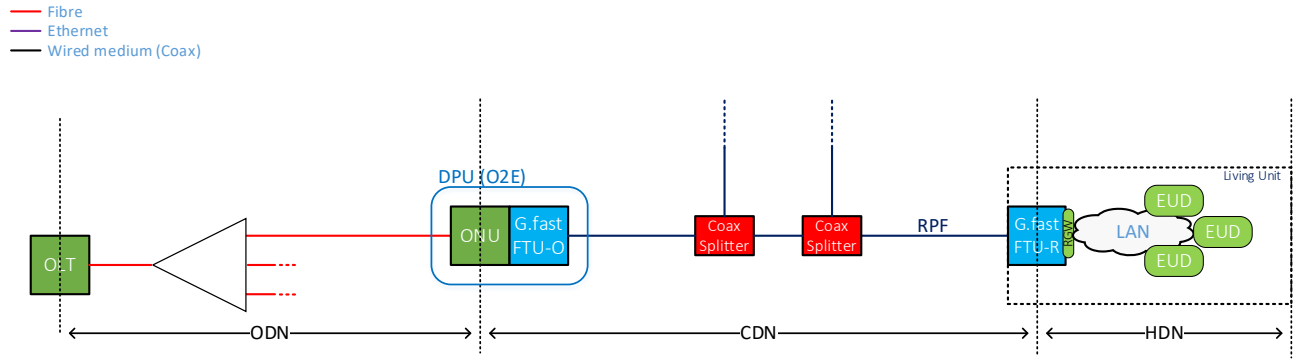 Fibre
Ethernet
Wired medium (Coax)
DPU (O2E)
Living Unit
OLT
ONU
G.fast
FTU-O
Coax
Splitter
Coax
Splitter
RPF
G.fast
FTU-R
RGW
LAN
EUD
EUD
EUD
ODN
CDN
HDN